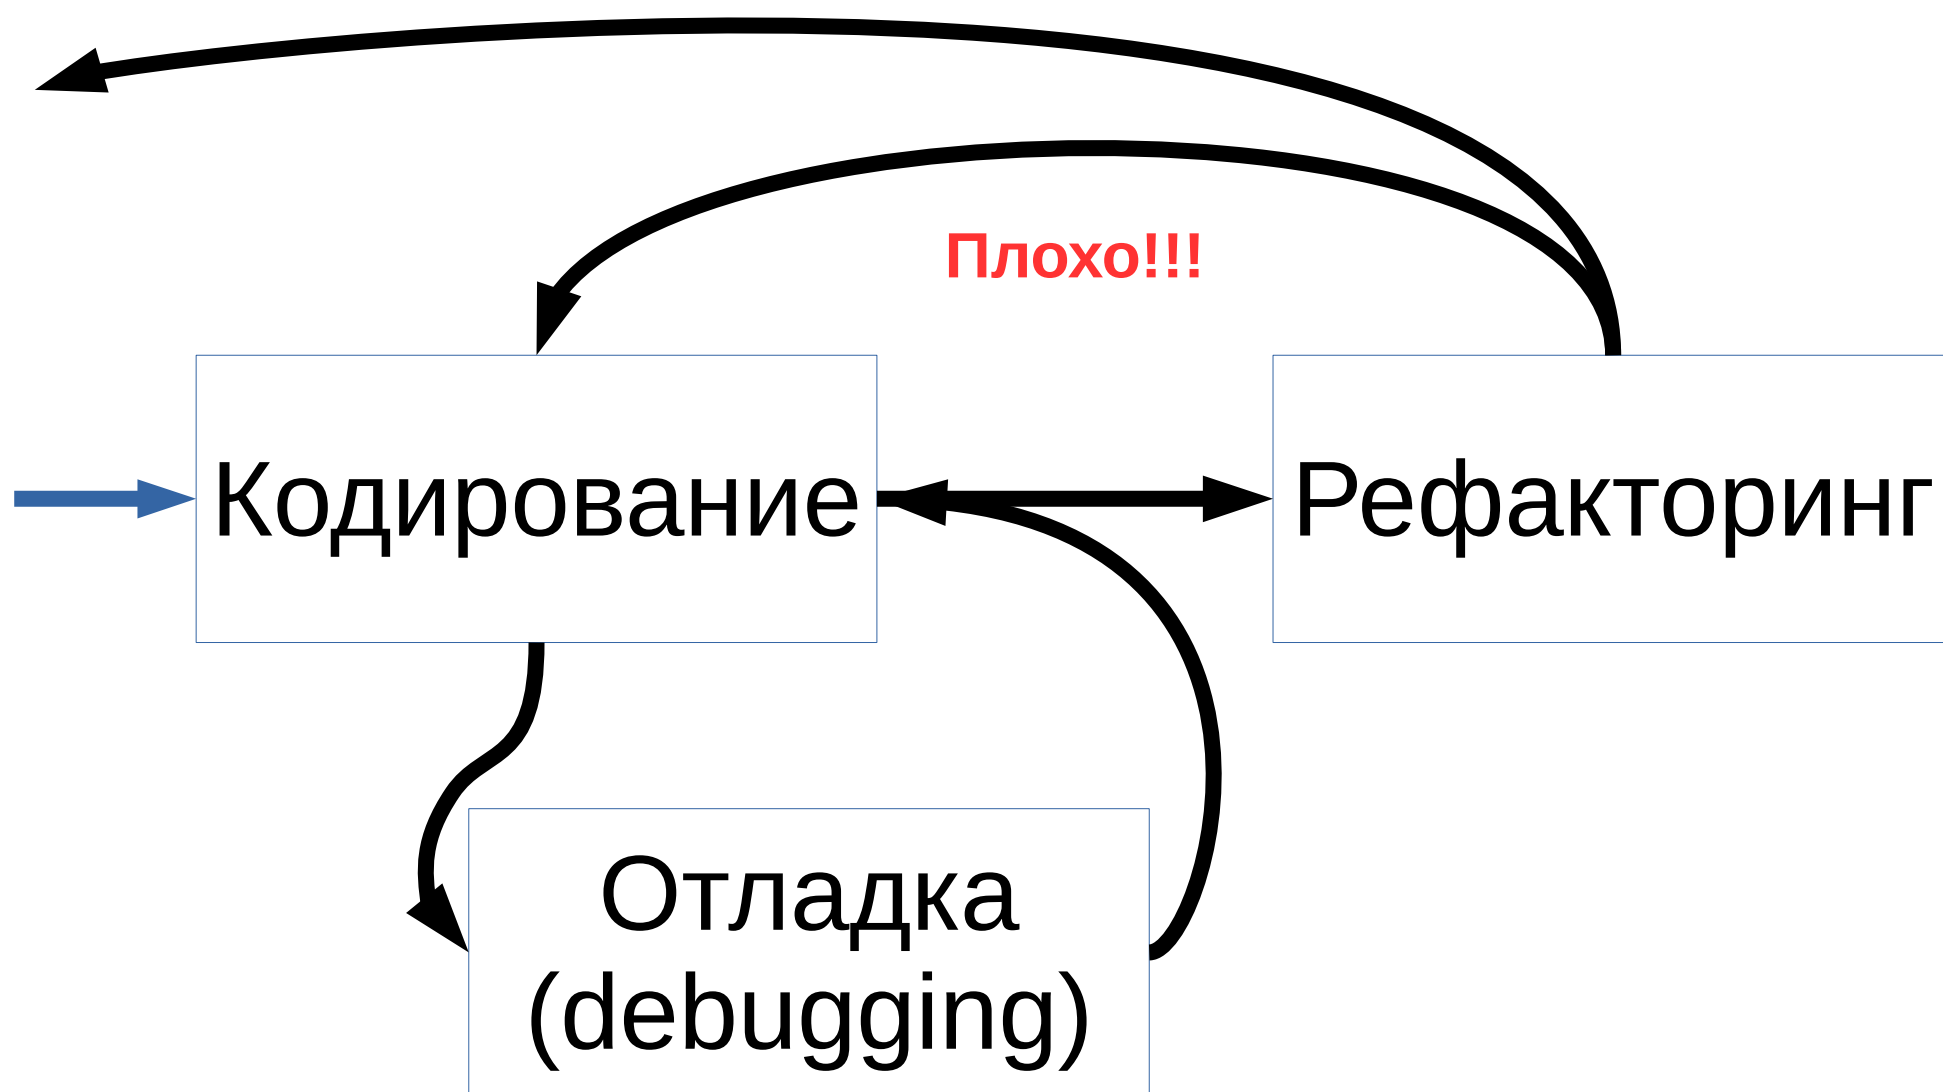 Плохо!!!
Кодирование
Рефакторинг
Отладка
(debugging)